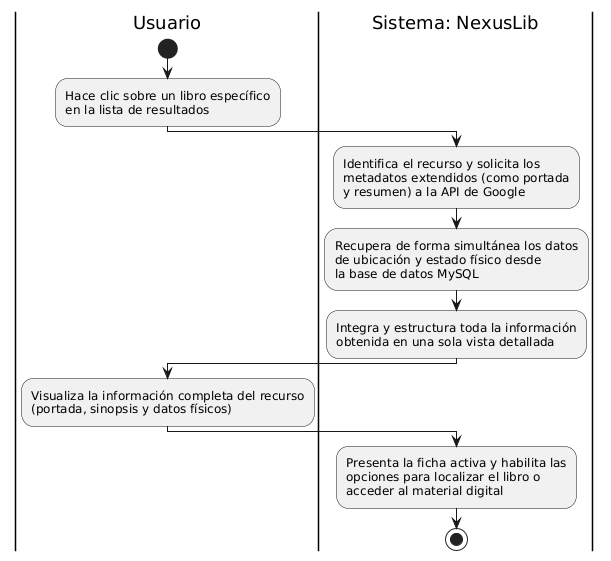 Usuario
Sistema: NexusLib
Hace clic sobre un libro específico
en la lista de resultados
Identifica el recurso y solicita los
metadatos extendidos (como portada
y resumen) a la API de Google
Recupera de forma simultánea los datos
de ubicación y estado físico desde
la base de datos MySQL
Integra y estructura toda la información
obtenida en una sola vista detallada
Visualiza la información completa del recurso
(portada, sinopsis y datos físicos)
Presenta la ficha activa y habilita las
opciones para localizar el libro o
acceder al material digital